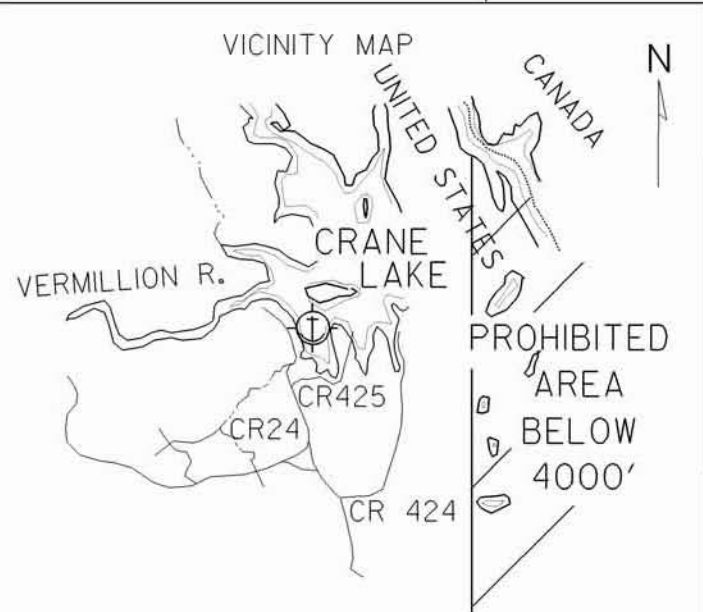 VICINITY MAP
N
UNITED STATES
CANADA
CRANE
LAKE
VERMILLION R.
PROHIBITED
AREA
BELOW
4000'
CR425
CR24
CR 424